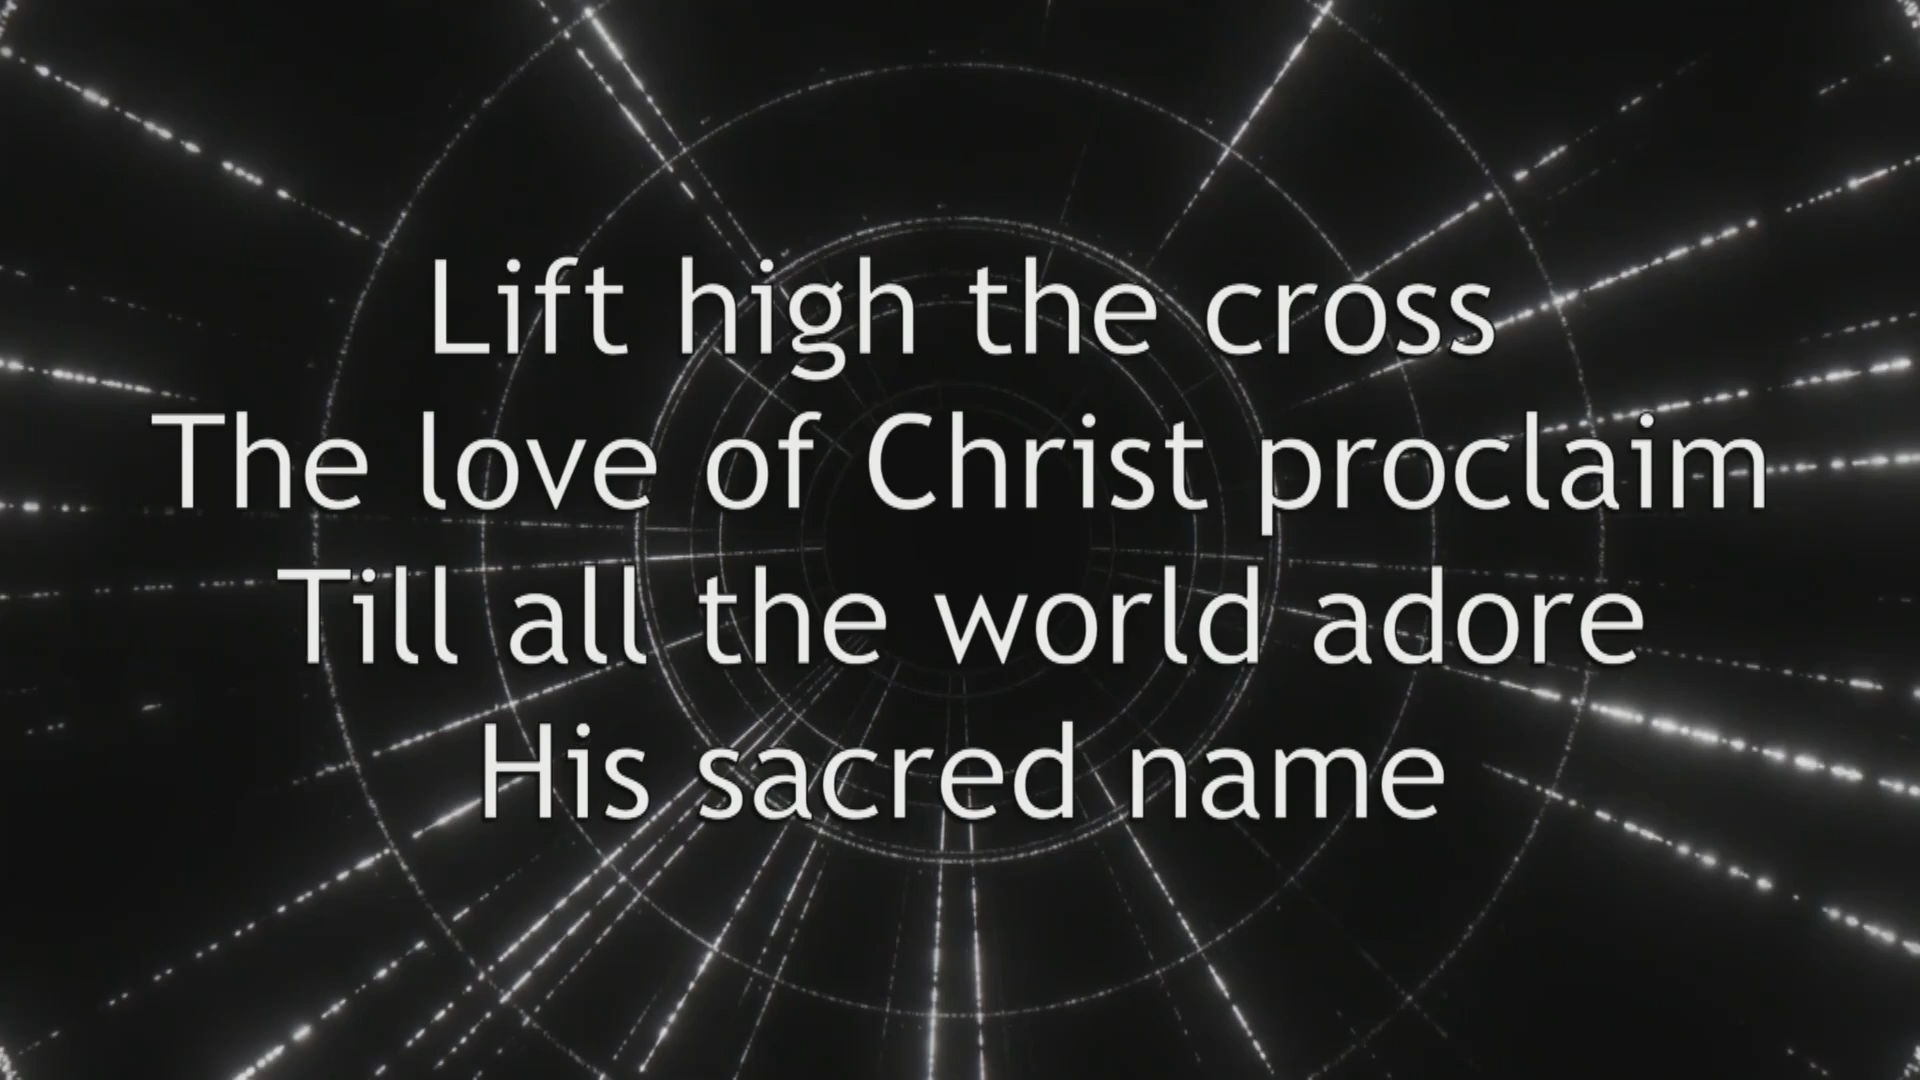 Lift high the cross
The love of Christ proclaim
Till all the world adore
His sacred name